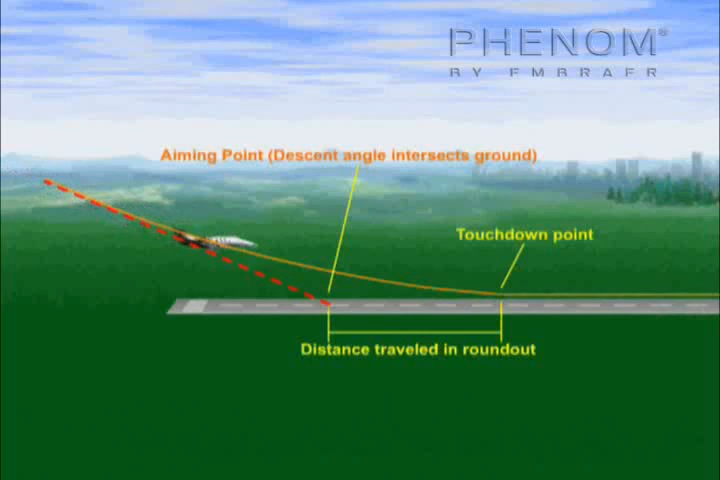 PHENOM®
BY EMBRAER
Aiming Point (Descent angle intersects ground)
Touchdown point
Distance traveled in roundout